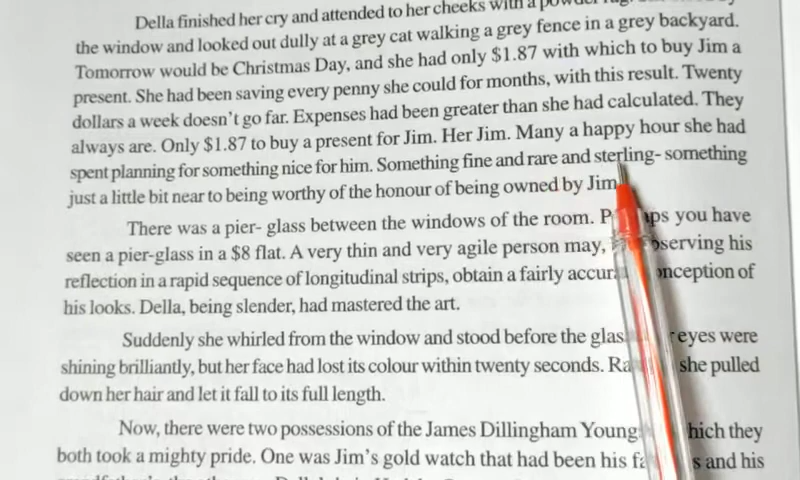 Della finished her cry and attended to her cheeks with a powder
the window and looked out dully at a grey cat walking a grey fence in a grey backyard.
Tomorrow would be Christmas Day, and she had only $1.87 with which to buy Jim a
present. She had been saving every penny she could for months, with this result. Twenty
dollars a week doesn't go far. Expenses had been greater than she had calculated. They
always are. Only $1.87 to buy a present for Jim. Her Jim. Many a happy hour she had
spent planning for something nice for him. Something fine and rare and sterling- something
just a little bit near to being worthy of the honour of being owned by Jim
There was a pier- glass between the windows of the room. you have
seen a pier-glass in a $8 flat. A very thin and very agile person may, observing his
reflection in a rapid sequence of longitudinal strips, obtain a fairly conception of
his looks. Della, being slender, had mastered the art.
Suddenly she whirled from the window and stood before the eyes were
shining brilliantly, but her face had lost its colour within twenty seconds. she pulled
down her hair and let it fall to its full length.
Now, there were two possessions of the James Dillingham Young they
both took a mighty pride. One was Jim's gold watch that had been his and his